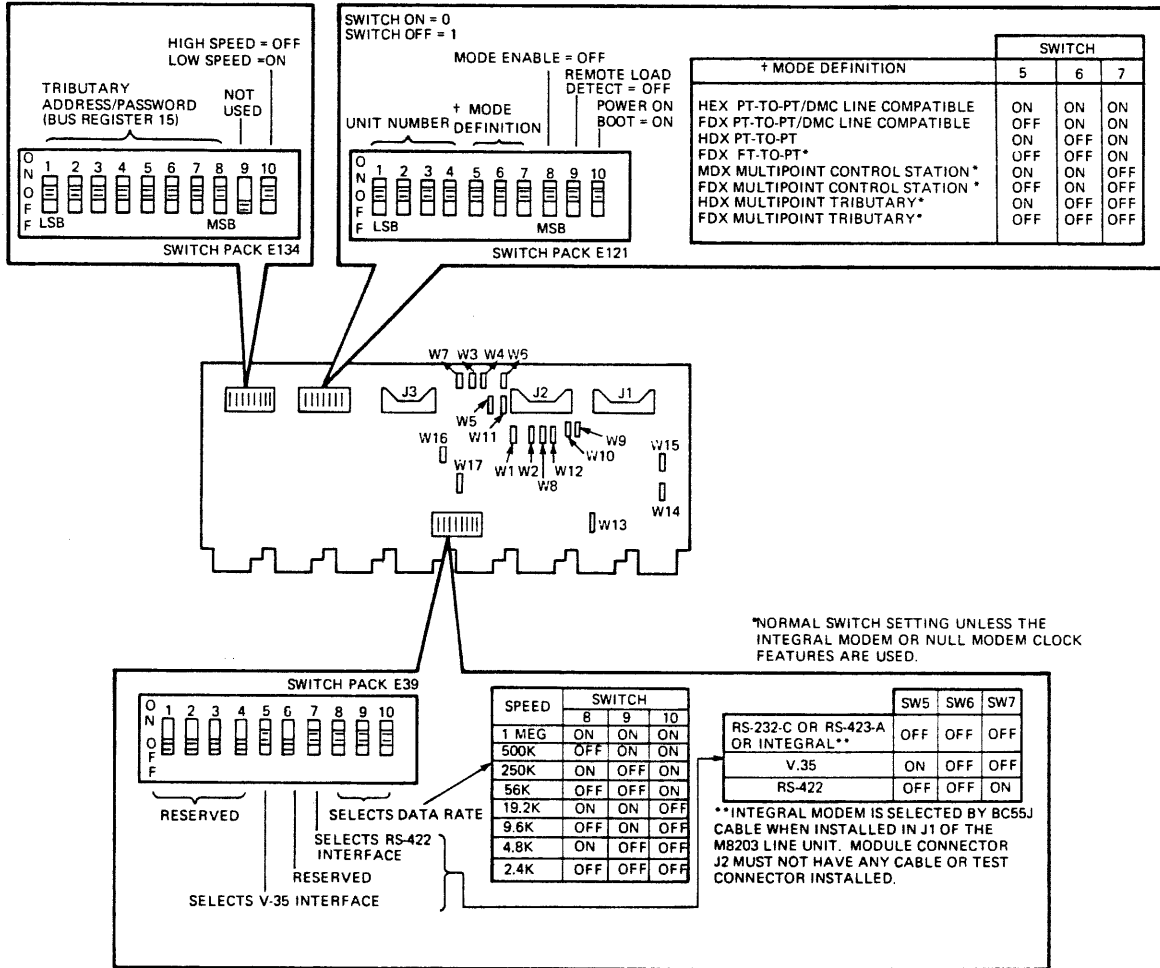 HIGH SPEED = OFF
LOW SPEED =ON
TRIBUTARY
ADDRESS/PASSWORD
(BUS REGISTER 15)
NOT
USED
ON OFF
1 2 3 4 5 6 7 8 9 10
LSB MSB
SWITCH PACK E134
SWITCH ON = 0
SWITCH OFF = 1
MODE ENABLE = OFF
REMOTE LOAD
DETECT = OFF
POWER ON
BOOT = ON
UNIT NUMBER
† MODE
DEFINITION
ON OFF
1 2 3 4 5 6 7 8 9 10
LSB MSB
SWITCH PACK E121
SWITCH
† MODE DEFINITION 5 6 7
HEX PT-TO-PT/DMC LINE COMPATIBLE ON ON ON
FDX PT-TO-PT/DMC LINE COMPATIBLE OFF ON ON
HDX PT-TO-PT ON OFF ON
FDX FT-TO-PT* OFF OFF ON
MDX MULTIPOINT CONTROL STATION* ON ON OFF
FDX MULTIPOINT CONTROL STATION * OFF ON OFF
HDX MULTIPOINT TRIBUTARY* ON OFF OFF
FDX MULTIPOINT TRIBUTARY* OFF OFF OFF
W7 W3 W4 W6
J3 J2 J1
W5
W11
W9
W10
W16
W15
W17
W1 W2 W12
W8
W14
W13
*NORMAL SWITCH SETTING UNLESS THE
INTEGRAL MODEM OR NULL MODEM CLOCK
FEATURES ARE USED.
SWITCH PACK E39
ON OFF
1 2 3 4 5 6 7 8 9 10
RESERVED
SELECTS DATA RATE
SELECTS RS-422
INTERFACE
RESERVED
SELECTS V-35 INTERFACE
SPEED SWITCH
8 9 10
1 MEG ON ON ON
500K OFF ON ON
250K ON OFF ON
56K OFF OFF ON
19.2K ON ON OFF
9.6K OFF ON OFF
4.8K ON OFF OFF
2.4K OFF OFF OFF
SW5 SW6 SW7
RS-232-C OR RS-423-A
OR INTEGRAL** OFF OFF OFF
V.35 ON OFF OFF
RS-422 OFF OFF ON
**INTEGRAL MODEM IS SELECTED BY BC55J
CABLE WHEN INSTALLED IN J1 OF THE
M8203 LINE UNIT. MODULE CONNECTOR
J2 MUST NOT HAVE ANY CABLE OR TEST
CONNECTOR INSTALLED.